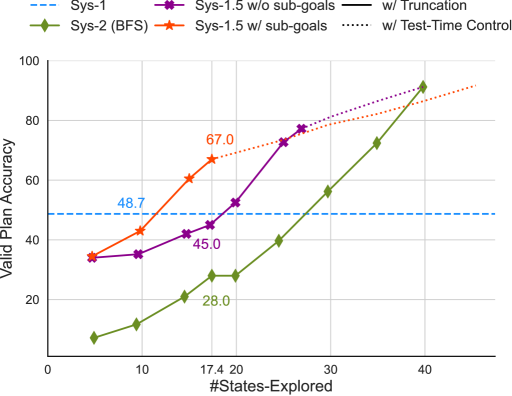 Sys-1 Sys-1.5 w/o sub-goals w/ Truncation
Sys-2 (BFS) Sys-1.5 w/ sub-goals w/ Test-Time Control
100
80
60
40
20
Valid Plan Accuracy
67.0
48.7
45.0
28.0
0 10 17.4 20 30 40
#States-Explored